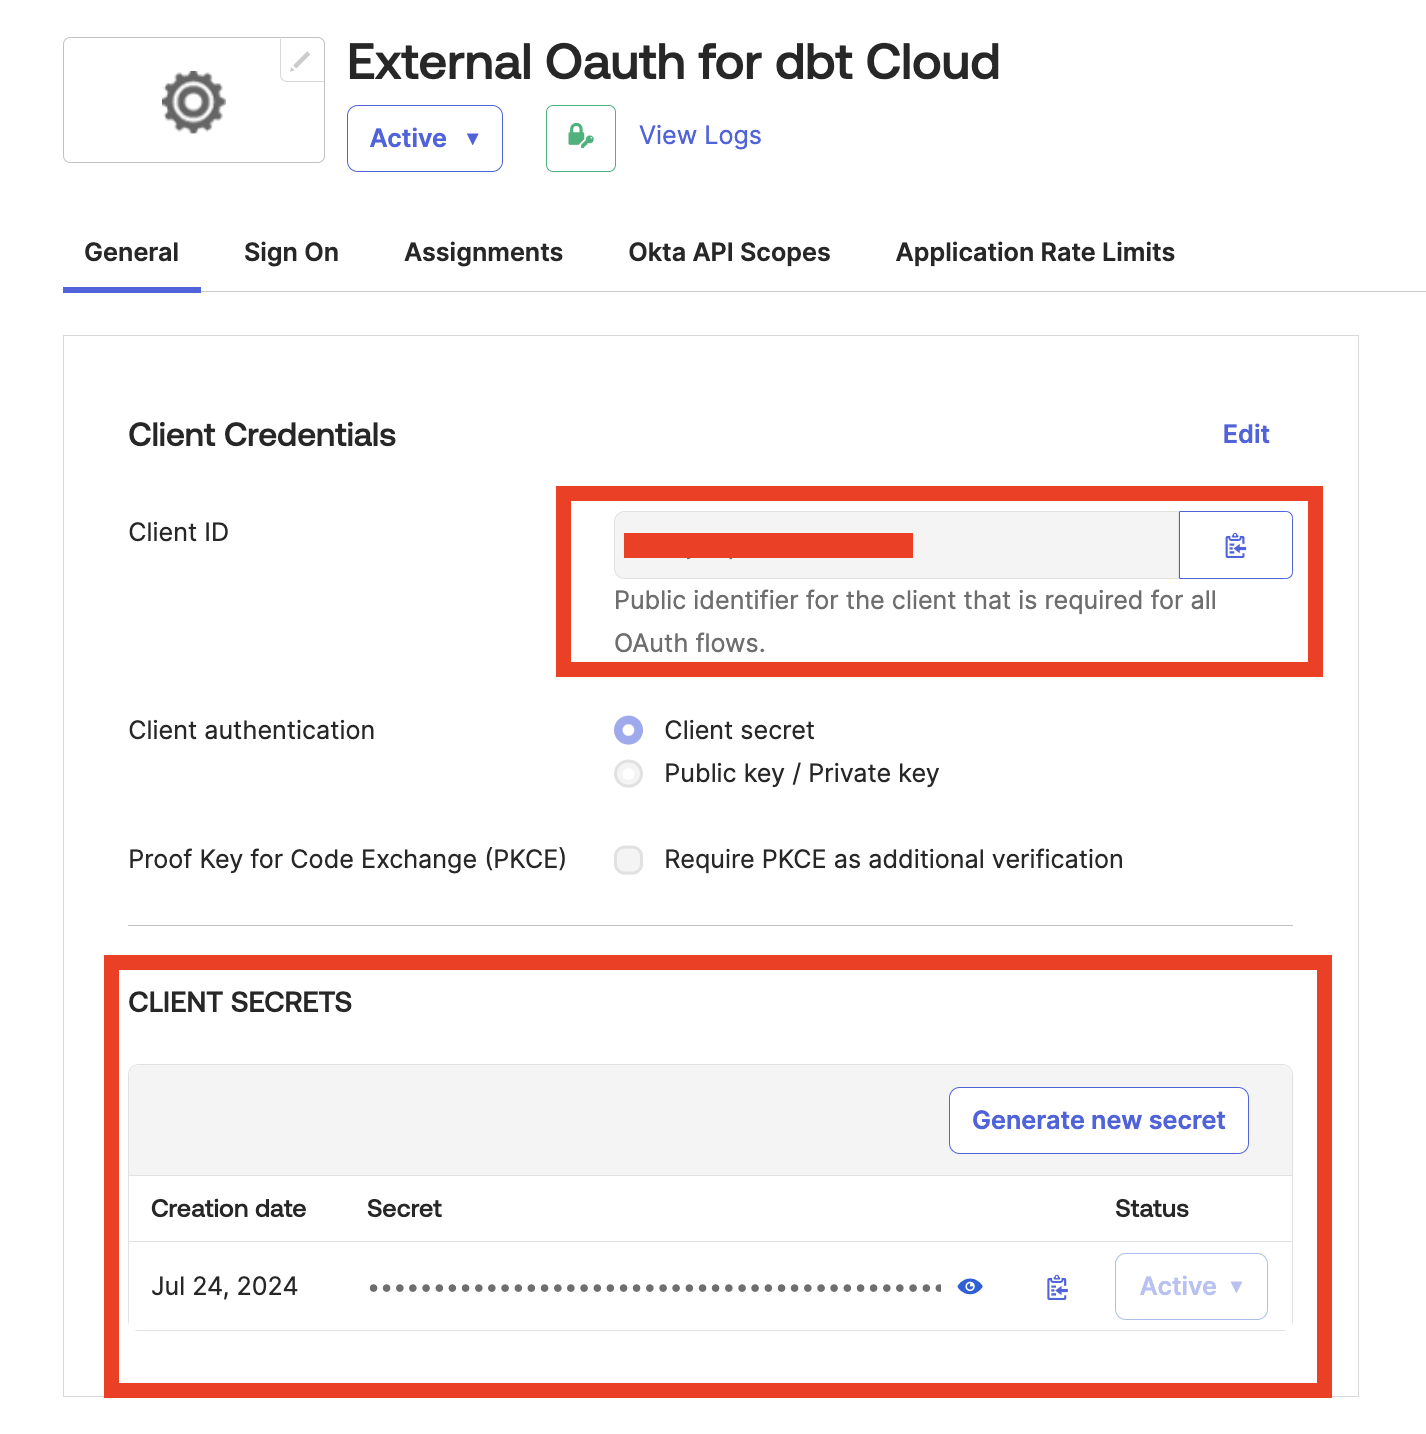 External Oauth for dbt Cloud
Active ▼
View Logs
General Sign On Assignments Okta API Scopes Application Rate Limits
Client Credentials
Edit
Client ID
Public identifier for the client that is required for all
OAuth flows.
Client authentication
Client secret
Public key / Private key
Proof Key for Code Exchange (PKCE)
Require PKCE as additional verification
CLIENT SECRETS
Generate new secret
Creation date Secret Status
Jul 24, 2024 ••••••••••••••••••••••••••••••••••••••••••• Active ▼